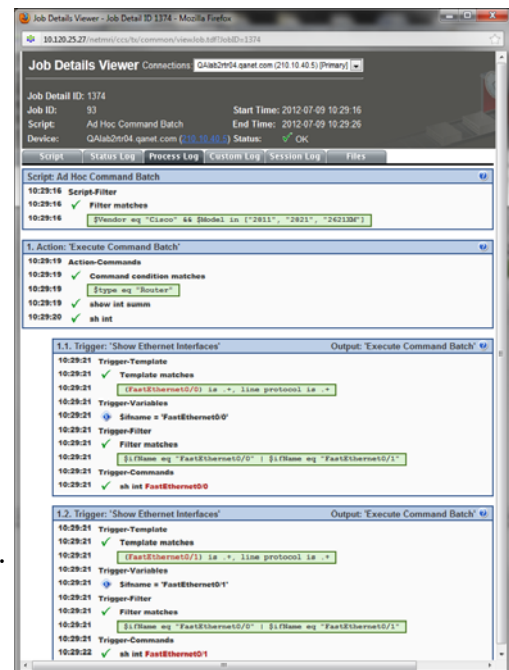 Job Details Viewer - Job Detail ID 1374 - Mozilla Firefox
10.120.25.27/netmri/ccs/tx/common/viewJob.tdf?JobID=1374
Job Details Viewer Connections: QAlab2rtr04.qanet.com (210.10.40.5) [Primary]
Job Detail ID: 1374
Job ID: 93 Start Time: 2012-07-09 10:29:16
Script: Ad Hoc Command Batch End Time: 2012-07-09 10:29:26
Device: QAlab2rtr04.qanet.com (210.10.40.5) Status: OK
Script Status Log Process Log Custom Log Session Log Files
Script: Ad Hoc Command Batch
10:29:16 Script-Filter
10:29:16 Filter matches
10:29:16 $Vendor eq "Cisco" && $Model in ["2811", "2821", "2621XM"]
1. Action: 'Execute Command Batch'
10:29:19 Action-Commands
10:29:19 Command condition matches
10:29:19 $type eq "Router"
10:29:19 show int summ
10:29:20 sh int
1.1. Trigger: 'Show Ethernet Interfaces' Output: 'Execute Command Batch'
10:29:21 Trigger-Template
10:29:21 Template matches
10:29:21 (FastEthernet0/0) is .+, line protocol is .+
10:29:21 Trigger-Variables
10:29:21 $ifname = 'FastEthernet0/0'
10:29:21 Trigger-Filter
10:29:21 Filter matches
10:29:21 $ifName eq "FastEthernet0/0" | $ifName eq "FastEthernet0/1"
10:29:21 Trigger-Commands
10:29:21 sh int FastEthernet0/0
1.2. Trigger: 'Show Ethernet Interfaces' Output: 'Execute Command Batch'
10:29:21 Trigger-Template
10:29:21 Template matches
10:29:21 (FastEthernet0/1) is .+, line protocol is .+
10:29:21 Trigger-Variables
10:29:21 $ifname = 'FastEthernet0/1'
10:29:21 Trigger-Filter
10:29:21 Filter matches
10:29:21 $ifName eq "FastEthernet0/0" | $ifName eq "FastEthernet0/1"
10:29:21 Trigger-Commands
10:29:22 sh int FastEthernet0/1